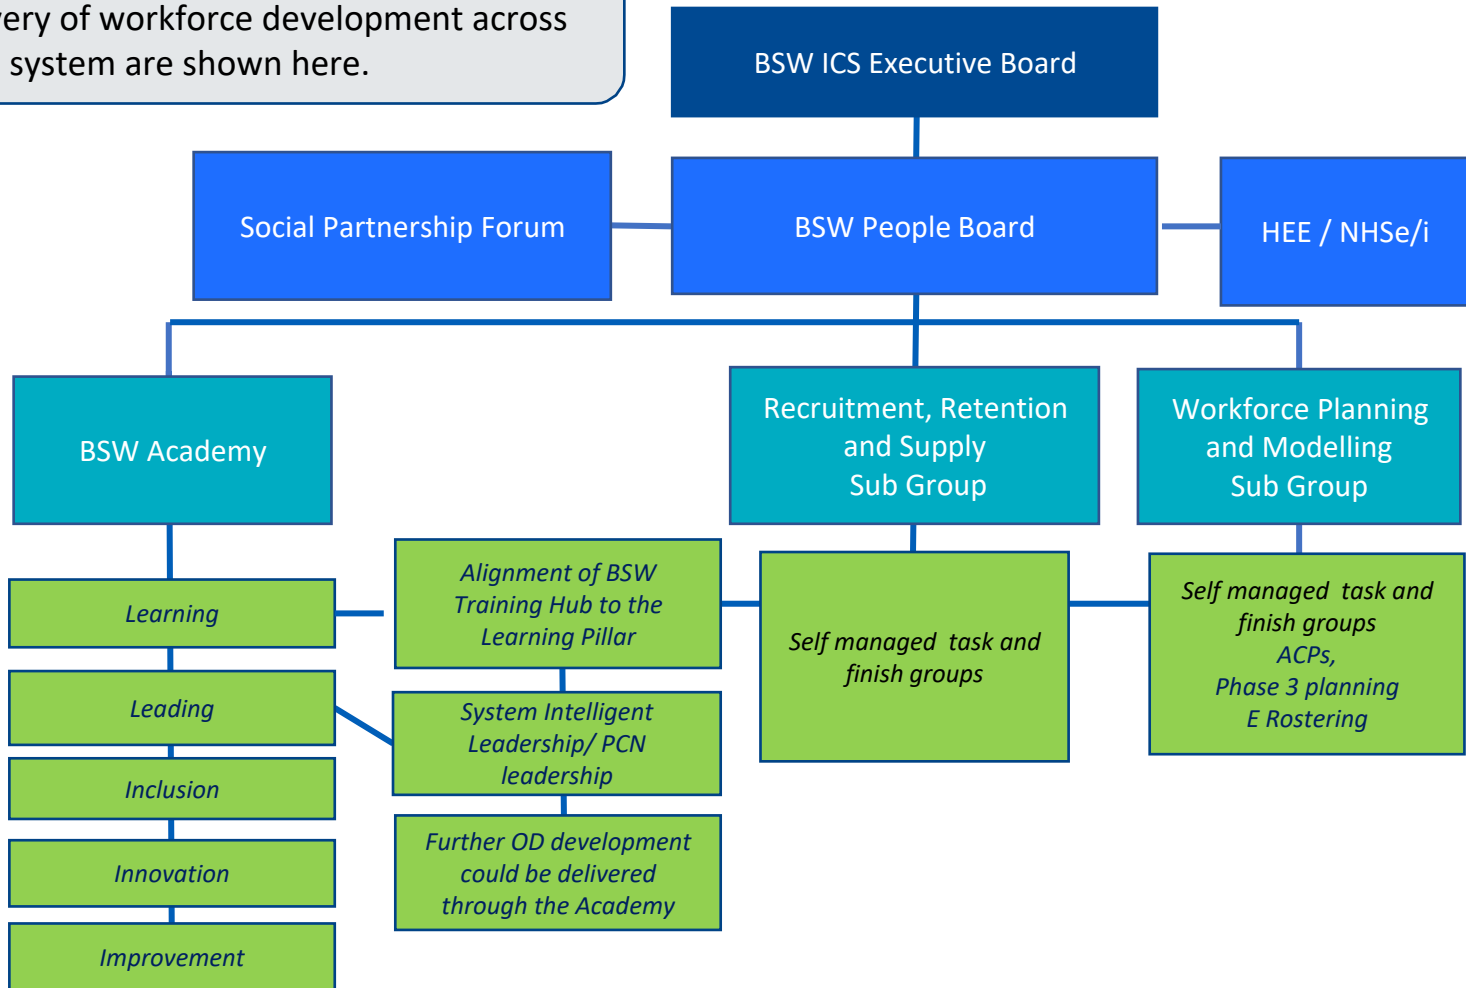 very of workforce development across
system are shown here.
BSW ICS Executive Board
Social Partnership Forum
BSW People Board
HEE / NHSe/i
BSW Academy
Recruitment, Retention
and Supply
Sub Group
Workforce Planning
and Modelling
Sub Group
Learning
Leading
Inclusion
Innovation
Improvement
Alignment of BSW
Training Hub to the
Learning Pillar
System Intelligent
Leadership/ PCN
leadership
Further OD development
could be delivered
through the Academy
Self managed task and
finish groups
Self managed task and
finish groups
ACPs,
Phase 3 planning
E Rostering